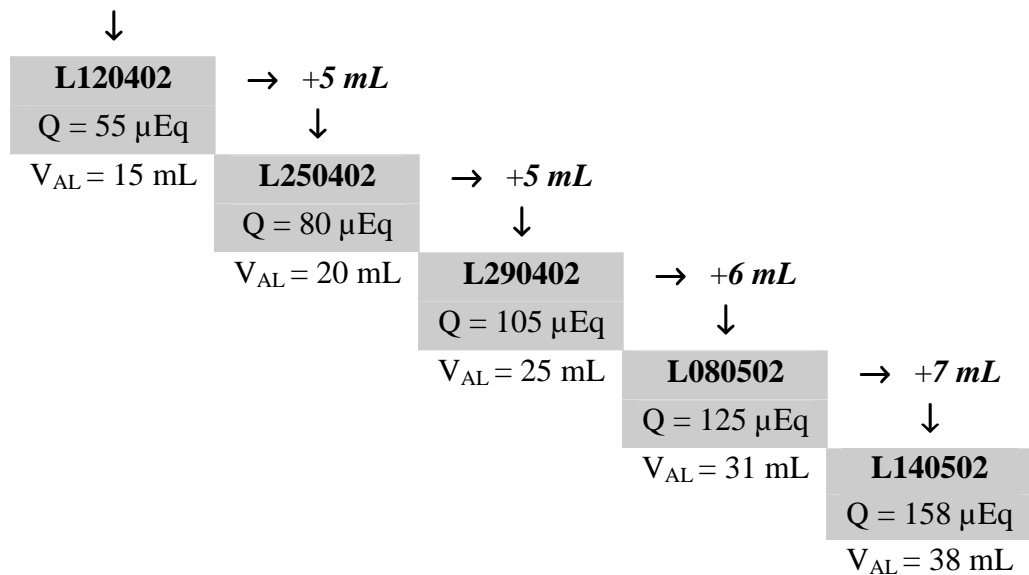 ↓
L120402 → +5 mL
Q = 55 µEq ↓
V_AL = 15 mL L250402 → +5 mL
Q = 80 µEq ↓
V_AL = 20 mL L290402 → +6 mL
Q = 105 µEq ↓
V_AL = 25 mL L080502 → +7 mL
Q = 125 µEq ↓
V_AL = 31 mL L140502
Q = 158 µEq
V_AL = 38 mL